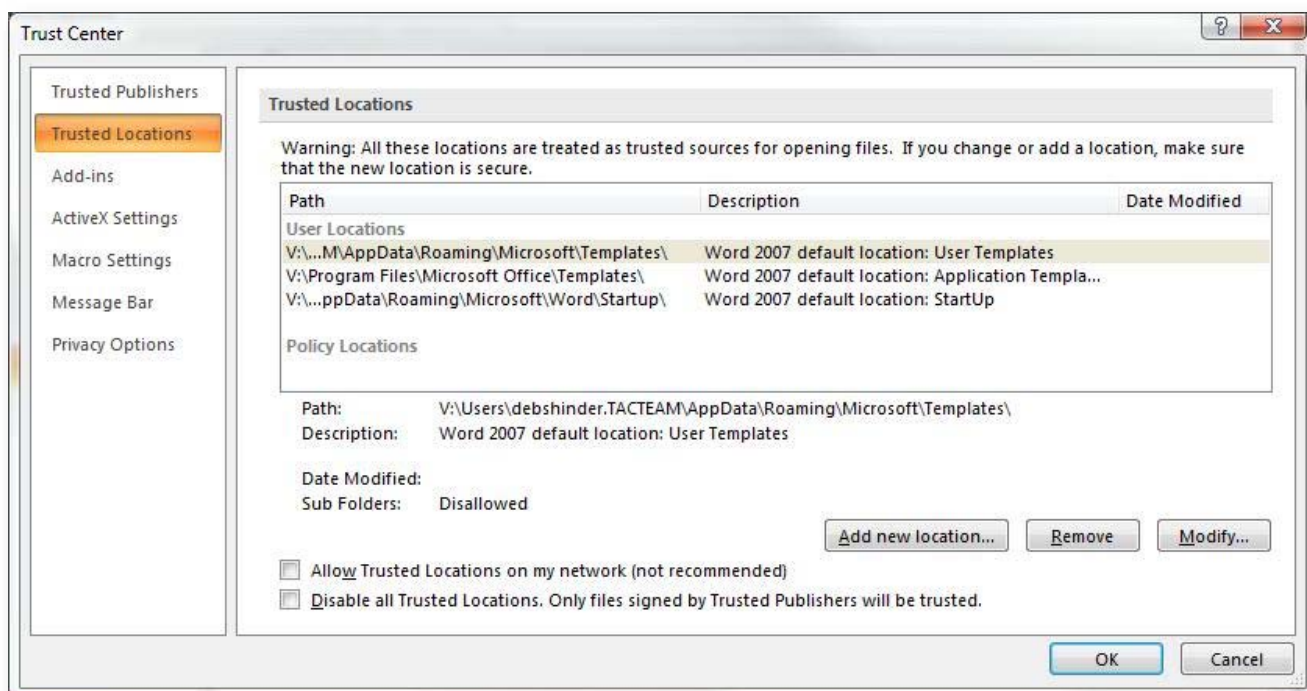 Trust Center
Trusted Publishers
Trusted Locations
Add-ins
ActiveX Settings
Macro Settings
Message Bar
Privacy Options
Trusted Locations
Warning: All these locations are treated as trusted sources for opening files. If you change or add a location, make sure
that the new location is secure.
Path Description Date Modified
User Locations
V:\...M\AppData\Roaming\Microsoft\Templates\ Word 2007 default location: User Templates
V:\Program Files\Microsoft Office\Templates\ Word 2007 default location: Application Templa...
V:\...ppData\Roaming\Microsoft\Word\Startup\ Word 2007 default location: StartUp
Policy Locations
Path: V:\Users\debshinder.TACTEAM\AppData\Roaming\Microsoft\Templates\
Description: Word 2007 default location: User Templates
Date Modified:
Sub Folders: Disallowed
Add new location... Remove Modify...
Allow Trusted Locations on my network (not recommended)
Disable all Trusted Locations. Only files signed by Trusted Publishers will be trusted.
OK Cancel